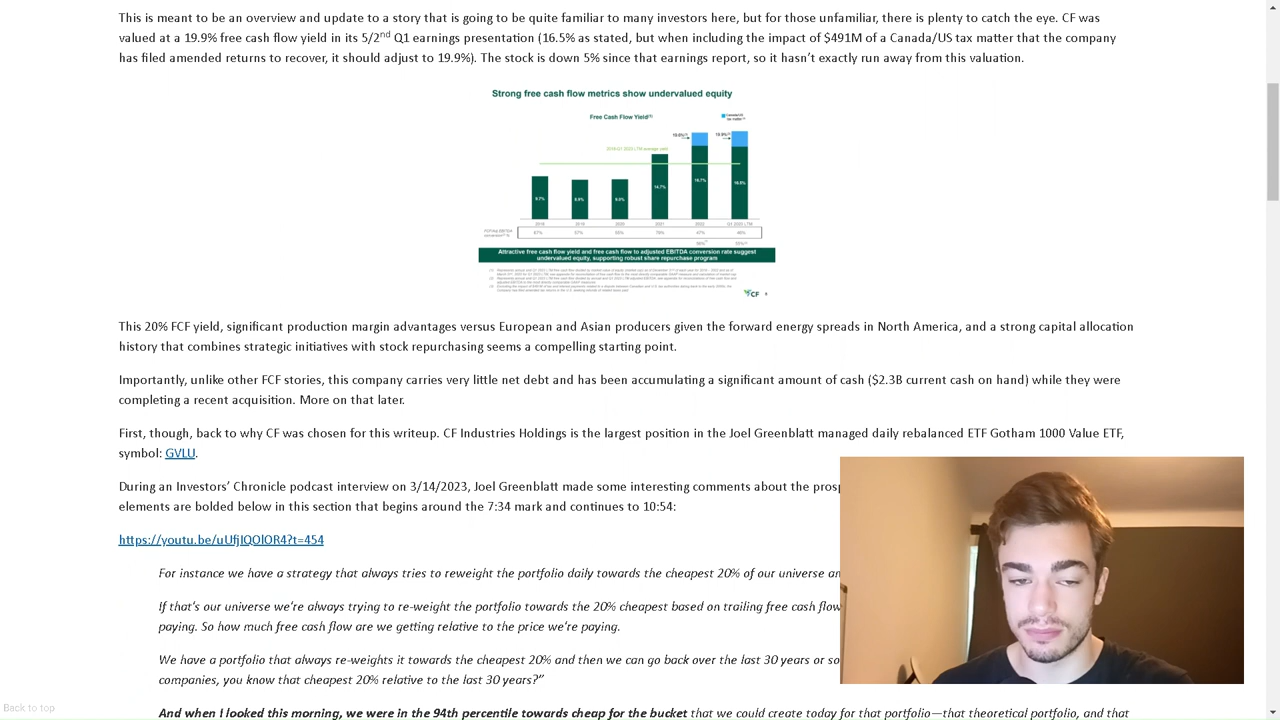 This is meant to be an overview and update to a story that is going to be quite familiar to many investors here, but for those unfamiliar, there is plenty to catch the eye. CF was
valued at a 19.9% free cash flow yield in its 5/2nd Q1 earnings presentation (16.5% as stated, but when including the impact of $491M of a Canada/US tax matter that the company
has filed amended returns to recover, it should adjust to 19.9%). The stock is down 5% since that earnings report, so it hasn't exactly run away from this valuation.
Strong free cash flow metrics show undervalued equity
Free Cash Flow Yield
14.7%
16.7%
16.5%
2018 2019 2020 2021 2022 Q1 2023 LTM
Attractive free cash flow yield and free cash flow to adjusted EBITDA conversion rate suggest
undervalued equity, supporting robust share repurchase program
CF
This 20% FCF yield, significant production margin advantages versus European and Asian producers given the forward energy spreads in North America, and a strong capital allocation
history that combines strategic initiatives with stock repurchasing seems a compelling starting point.
Importantly, unlike other FCF stories, this company carries very little net debt and has been accumulating a significant amount of cash ($2.3B current cash on hand) while they were
completing a recent acquisition. More on that later.
First, though, back to why CF was chosen for this writeup. CF Industries Holdings is the largest position in the Joel Greenblatt managed daily rebalanced ETF Gotham 1000 Value ETF,
symbol: GVLU.
During an Investors' Chronicle podcast interview on 3/14/2023, Joel Greenblatt made some interesting comments about the
elements are bolded below in this section that begins around the 7:34 mark and continues to 10:54:
https://youtu.be/uUfjIQOlOR4?t=454
For instance we have a strategy that always tries to reweight the portfolio daily towards the cheapest 20% of our universe
If that's our universe we're always trying to re-weight the portfolio towards the 20% cheapest based on trailing free cash flow
paying. So how much free cash flow are we getting relative to the price we're paying.
We have a portfolio that always re-weights it towards the cheapest 20% and then we can go back over the last 30 years or so
companies, you know that cheapest 20% relative to the last 30 years?"
And when I looked this morning, we were in the 94th percentile towards cheap for the bucket that we could create today for that portfolio—that theoretical portfolio, and that
Back to top